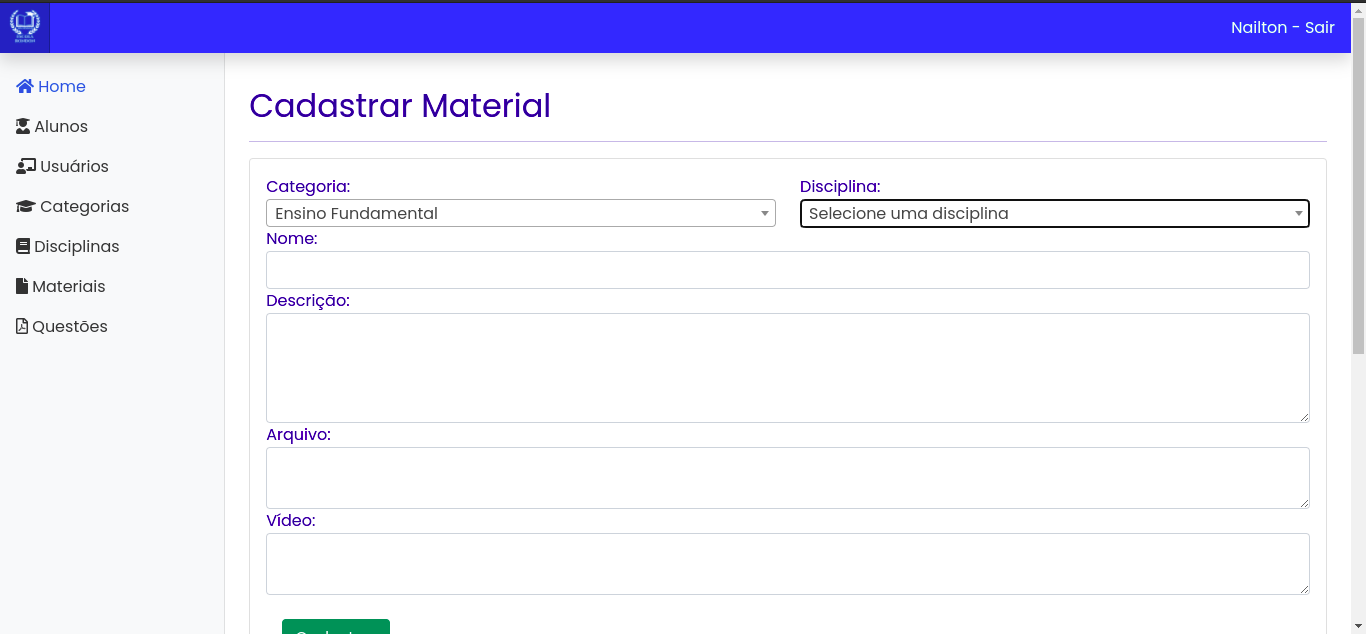 Nailton - Sair
Home
Alunos
Usuários
Categorias
Disciplinas
Materiais
Questões
Cadastrar Material
Categoria:
Disciplina:
Ensino Fundamental
Selecione uma disciplina
Nome:
Descrição:
Arquivo:
Vídeo: